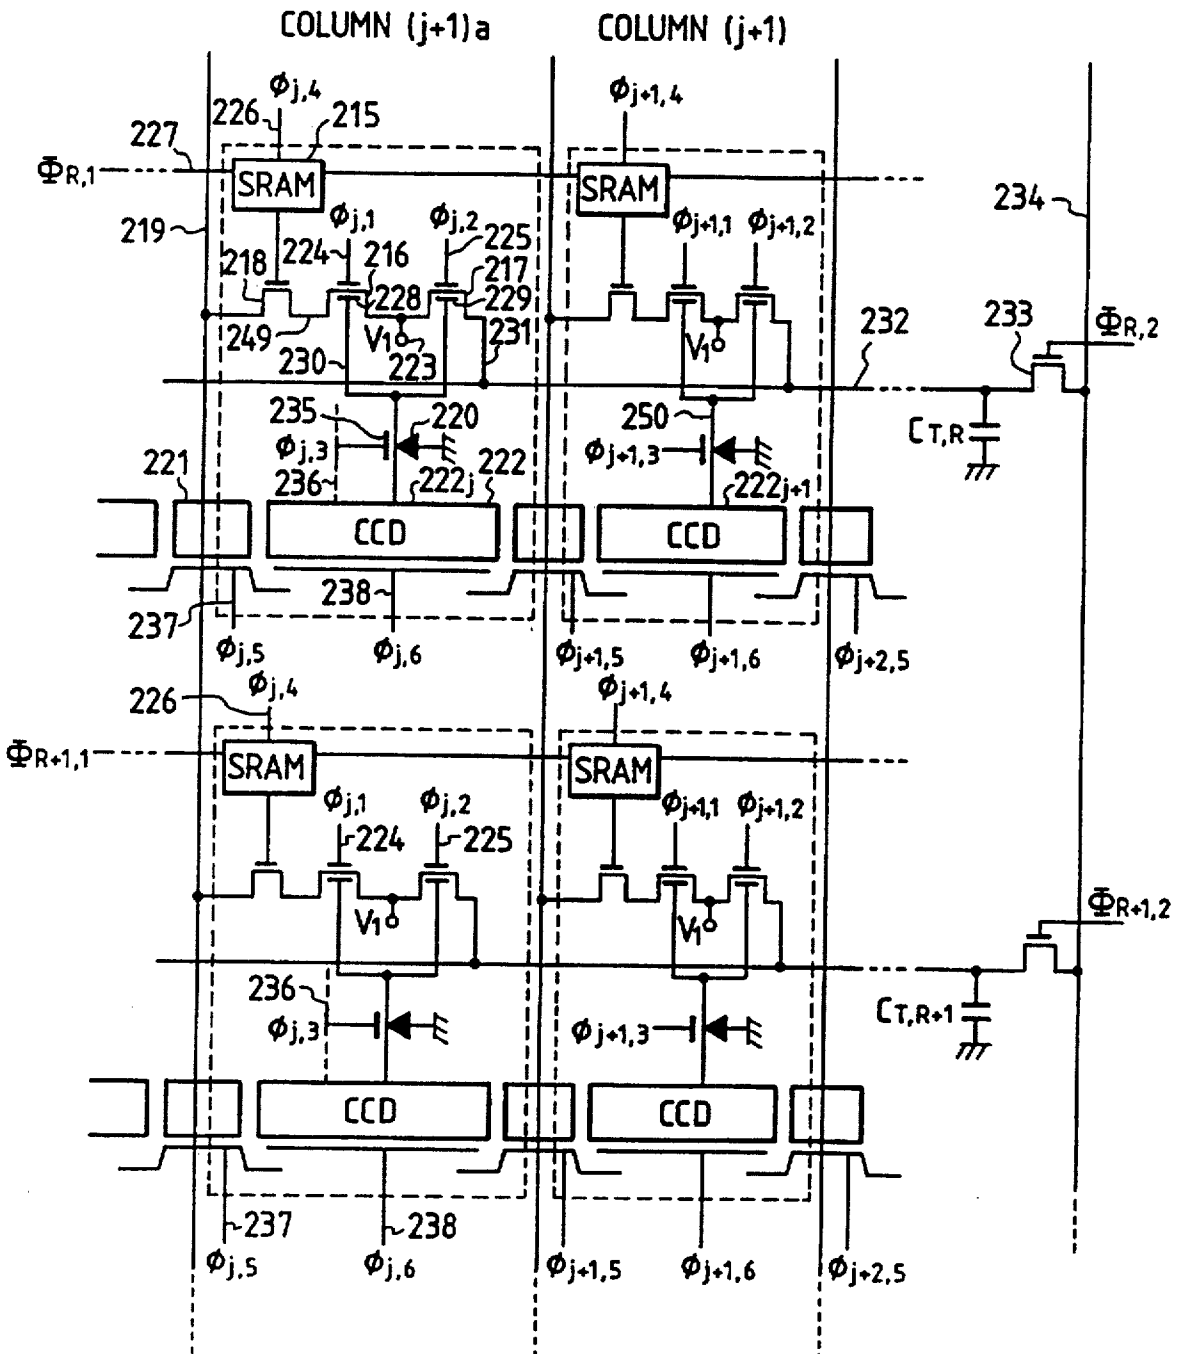 COLUMN (j+1)a COLUMN (j+1)
ϕj,4 ϕj+1,4
226 215
227
ΦR,1
SRAM SRAM
234
219
ϕj,1 ϕj,2 ϕj+1,1 ϕj+1,2
224 225
218 216 217
228 229
249 V1 223 231 V1 232 233 ΦR,2
230
235 220 250 CT,R
ϕj,3 ϕj+1,3
221 236 222j 222 222j+1
CCD CCD
237 238
ϕj,5 ϕj,6 ϕj+1,5 ϕj+1,6 ϕj+2,5
226 ϕj,4 ϕj+1,4
ΦR+1,1
SRAM SRAM
ϕj,1 ϕj,2 ϕj+1,1 ϕj+1,2
224 225
V1 V1 ΦR+1,2
236
ϕj,3 ϕj+1,3 CT,R+1
CCD CCD
237 238
ϕj,5 ϕj,6 ϕj+1,5 ϕj+1,6 ϕj+2,5